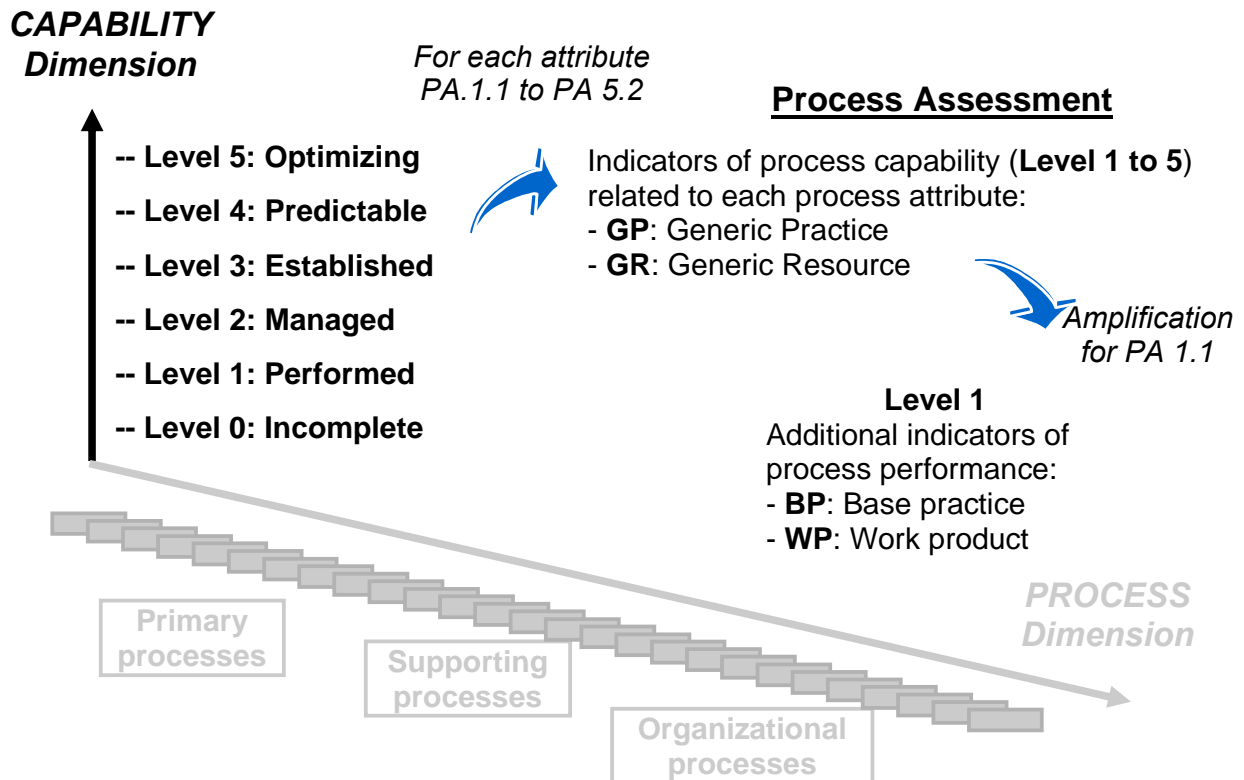 CAPABILITY
Dimension
For each attribute
PA.1.1 to PA 5.2
Process Assessment
-- Level 5: Optimizing
-- Level 4: Predictable
-- Level 3: Established
-- Level 2: Managed
-- Level 1: Performed
-- Level 0: Incomplete
Indicators of process capability (Level 1 to 5)
related to each process attribute:
- GP: Generic Practice
- GR: Generic Resource
Amplification
for PA 1.1
Level 1
Additional indicators of
process performance:
- BP: Base practice
- WP: Work product
PROCESS
Dimension
Primary
processes
Supporting
processes
Organizational
processes